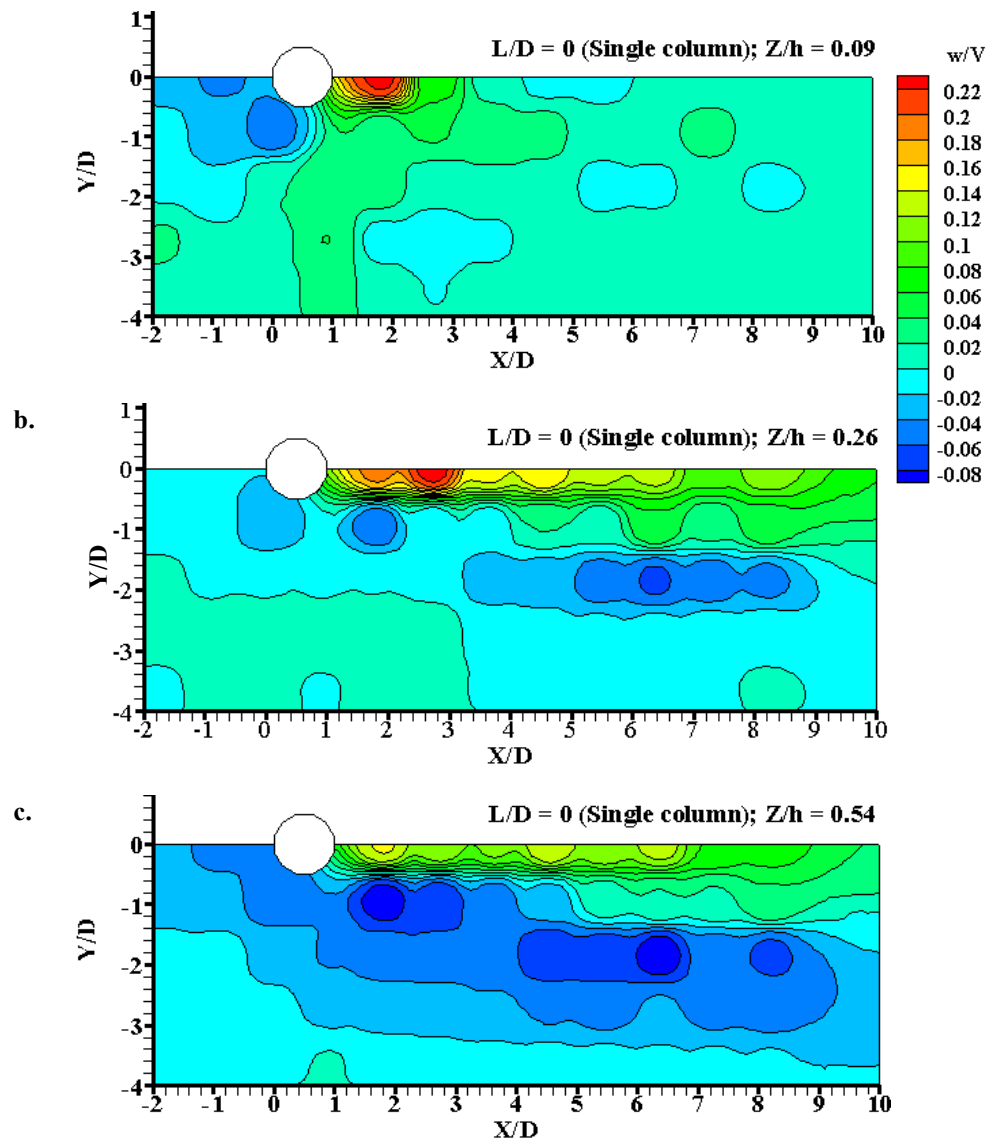 L/D = 0 (Single column); Z/h = 0.09
1
0
-1
-2
-3
-4
Y/D
-2 -1 0 1 2 3 4 5 6 7 8 9 10
X/D
w/V
0.22
0.2
0.16
0.14
0.12
0.1
0.08
0.06
0.04
0.02
0
-0.02
-0.06
-0.08
b.
L/D = 0 (Single column); Z/h = 0.26
1
0
-1
-2
-3
-4
Y/D
-2 -1 0 1 2 3 4 5 6 7 8 9 10
X/D
c.
L/D = 0 (Single column); Z/h = 0.54
0
-1
-2
-3
-4
Y/D
-2 -1 0 1 2 3 4 5 6 7 8 9 10
X/D